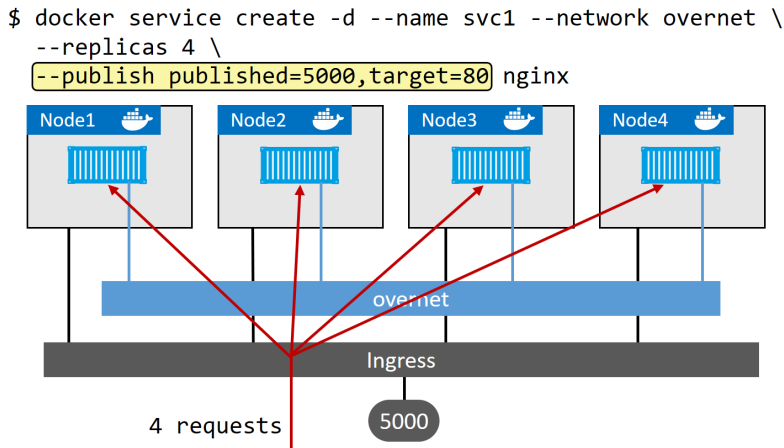 $ docker service create -d --name svc1 --network overnet \
--replicas 4 \
--publish published=5000,target=80 nginx
Node1
Node2
Node3
Node4
overnet
Ingress
4 requests
5000